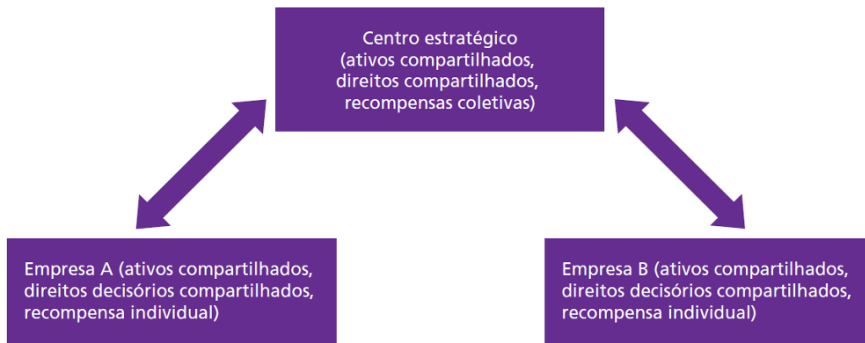 Centro estratégico
(ativos compartilhados,
direitos compartilhados,
recompensas coletivas)
Empresa A (ativos compartilhados,
direitos decisórios compartilhados,
recompensa individual)
Empresa B (ativos compartilhados,
direitos decisórios compartilhados,
recompensa individual)